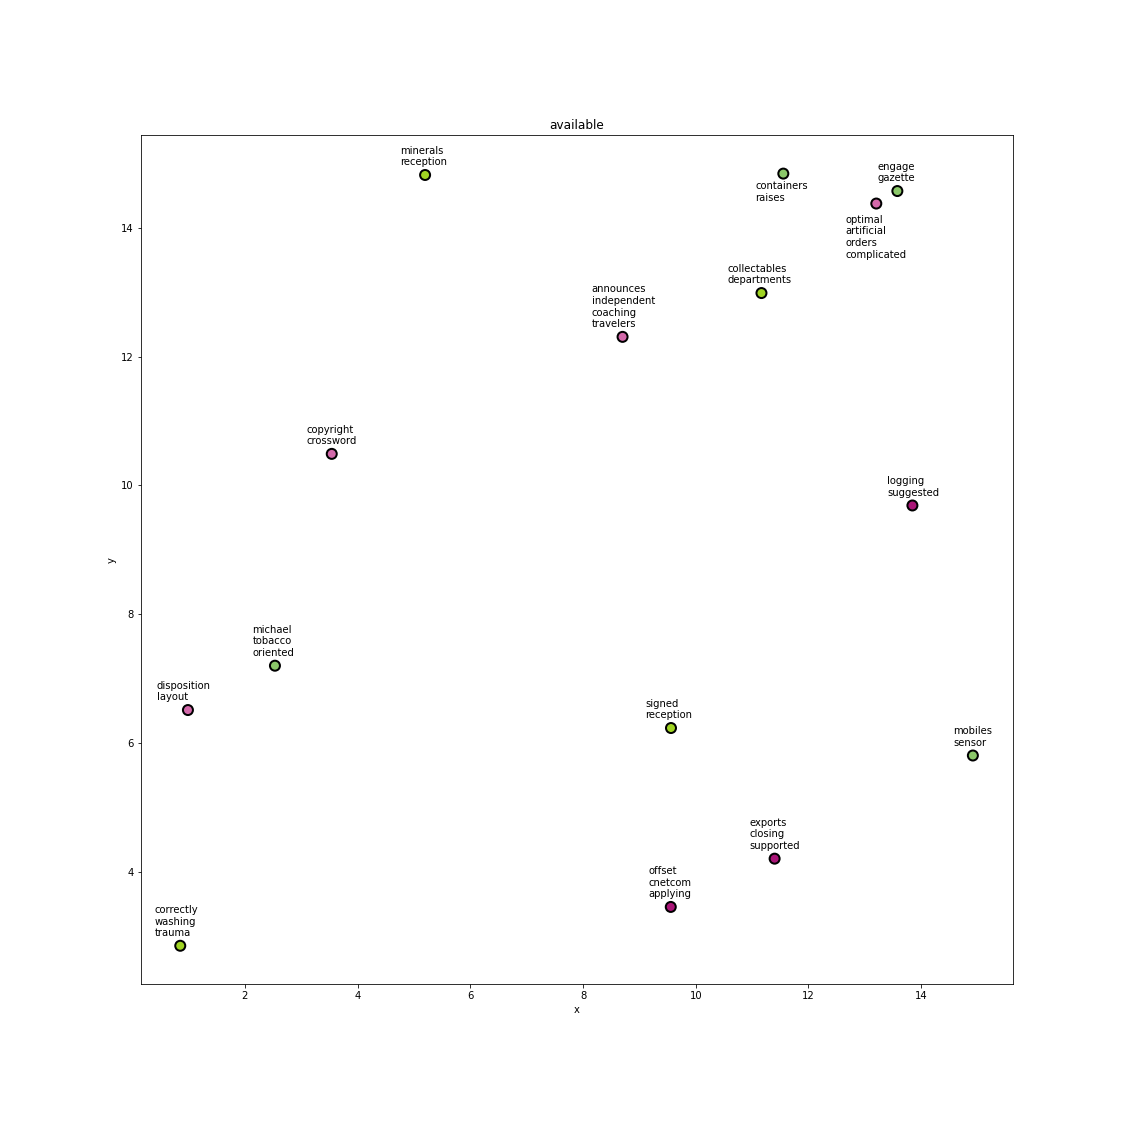 available
minerals
reception
containers
raises
engage
gazette
optimal
artificial
orders
complicated
collectables
departments
announces
independent
coaching
travelers
copyright
crossword
logging
suggested
michael
tobacco
oriented
disposition
layout
signed
reception
mobiles
sensor
exports
closing
supported
offset
cnetcom
applying
correctly
washing
trauma
14
12
10
8
6
4
y
2 4 6 8 10 12 14
x